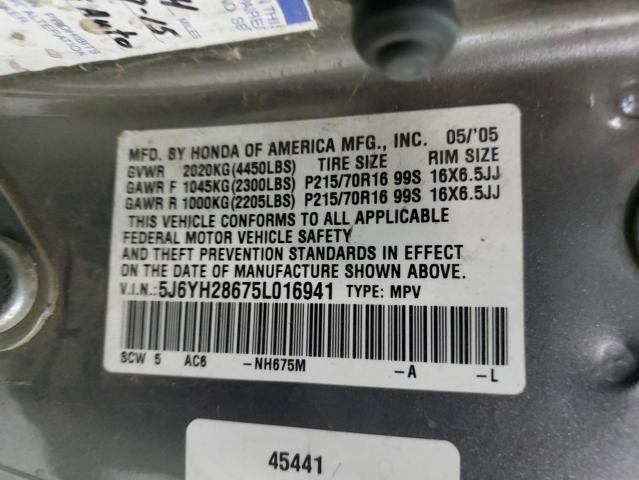 MFD. BY HONDA OF AMERICA MFG., INC. 05/'05
GVWR 2020KG(4450LBS) TIRE SIZE RIM SIZE
GAWR F 1045KG(2300LBS) P215/70R16 99S 16X6.5JJ
GAWR R 1000KG(2205LBS) P215/70R16 99S 16X6.5JJ
THIS VEHICLE CONFORMS TO ALL APPLICABLE
FEDERAL MOTOR VEHICLE SAFETY
AND THEFT PREVENTION STANDARDS IN EFFECT
ON THE DATE OF MANUFACTURE SHOWN ABOVE.
V.I.N.:5J6YH28675L016941 TYPE: MPV
SCW 5 AC6 -NH675M -A -L
45441